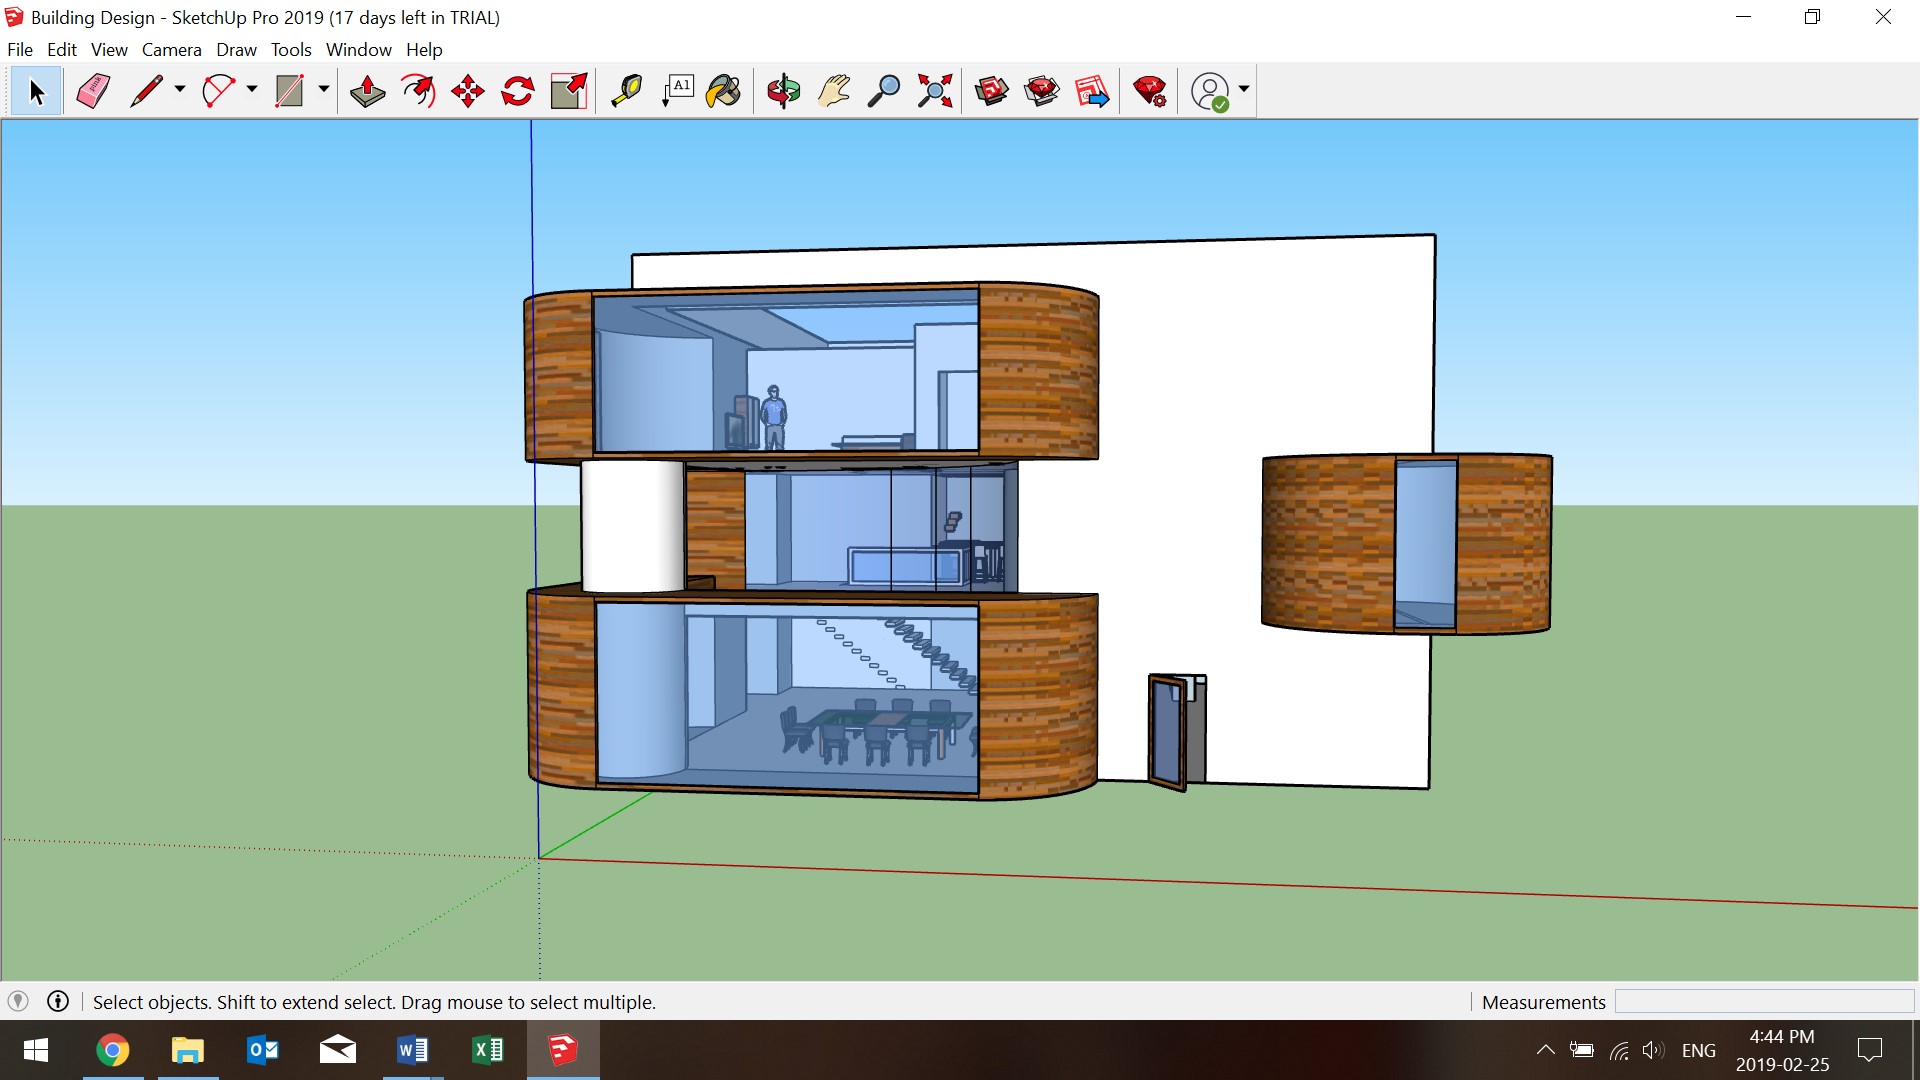 Building Design - SketchUp Pro 2019 (17 days left in TRIAL)
File Edit View Camera Draw Tools Window Help
A1
Select objects. Shift to extend select. Drag mouse to select multiple.
Measurements
4:44 PM
ENG
2019-02-25